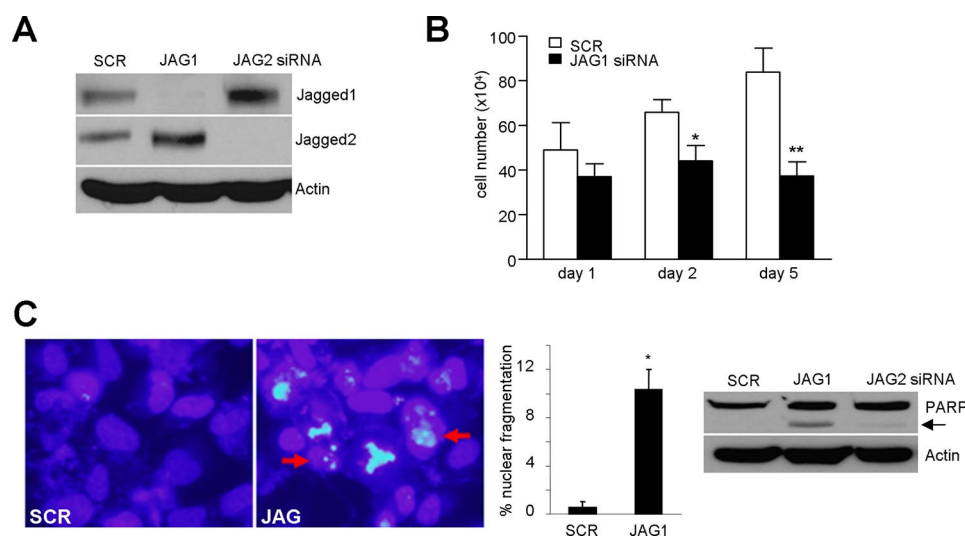 A
SCR JAG1 JAG2 siRNA
Jagged1
Jagged2
Actin
B
SCR
JAG1 siRNA
cell number (x10⁴)
100
80
60
40
20
0
*
**
day 1 day 2 day 5
C
SCR
JAG
% nuclear fragmentation
12
8
4
0
*
SCR JAG1
SCR JAG1 JAG2 siRNA
PARP
Actin